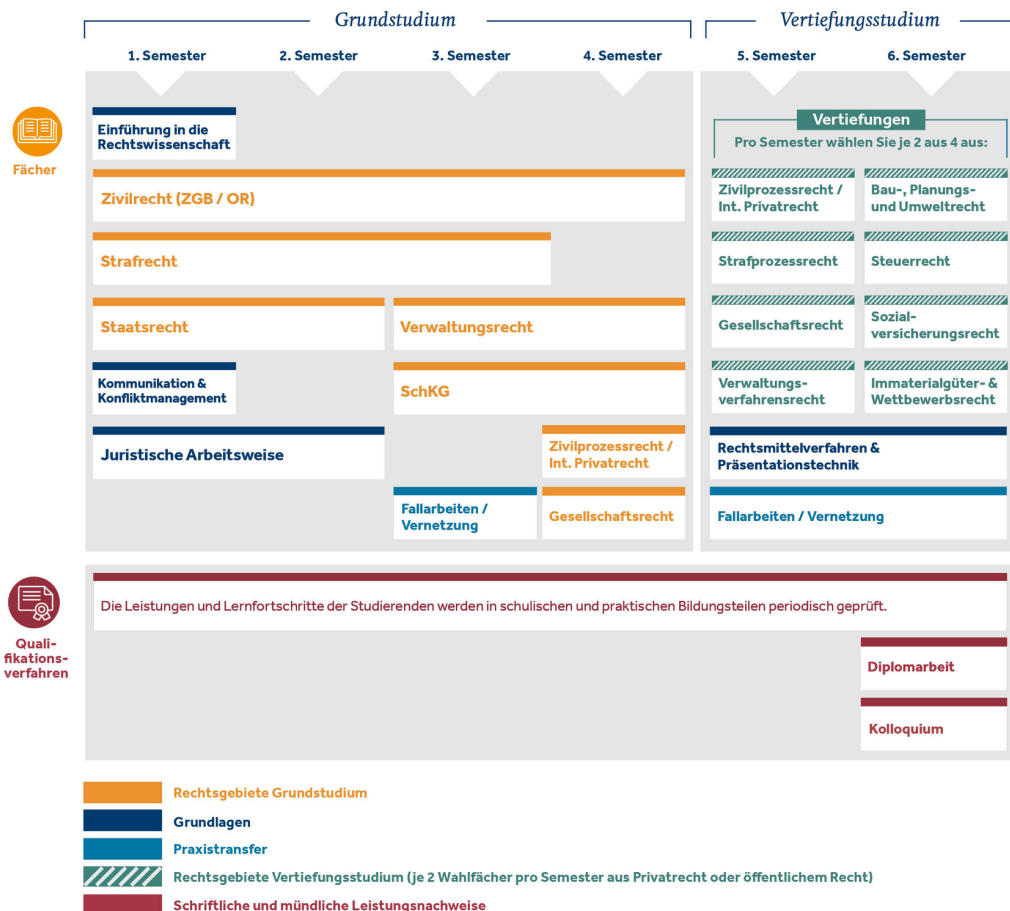 Grundstudium
Vertiefungsstudium
1. Semester
2. Semester
3. Semester
4. Semester
5. Semester
6. Semester
Fächer
Einführung in die
Rechtswissenschaft
Zivilrecht (ZGB / OR)
Strafrecht
Staatsrecht
Verwaltungsrecht
Kommunikation &
Konfliktmanagement
SchKG
Juristische Arbeitsweise
Zivilprozessrecht /
Int. Privatrecht
Fallarbeiten /
Vernetzung
Gesellschaftsrecht
Vertiefungen
Pro Semester wählen Sie je 2 aus 4 aus:
Zivilprozessrecht /
Int. Privatrecht
Bau-, Planungs-
und Umweltrecht
Strafprozessrecht
Steuerrecht
Gesellschaftsrecht
Sozial-
versicherungsrecht
Verwaltungs-
verfahrensrecht
Immaterialgüter- &
Wettbewerbsrecht
Rechtsmittelverfahren &
Präsentationstechnik
Fallarbeiten / Vernetzung
Quali-
fikations-
verfahren
Die Leistungen und Lernfortschritte der Studierenden werden in schulischen und praktischen Bildungsteilen periodisch geprüft.
Diplomarbeit
Kolloquium
Rechtsgebiete Grundstudium
Grundlagen
Praxistransfer
Rechtsgebiete Vertiefungsstudium (je 2 Wahlfächer pro Semester aus Privatrecht oder öffentlichem Recht)
Schriftliche und mündliche Leistungsnachweise